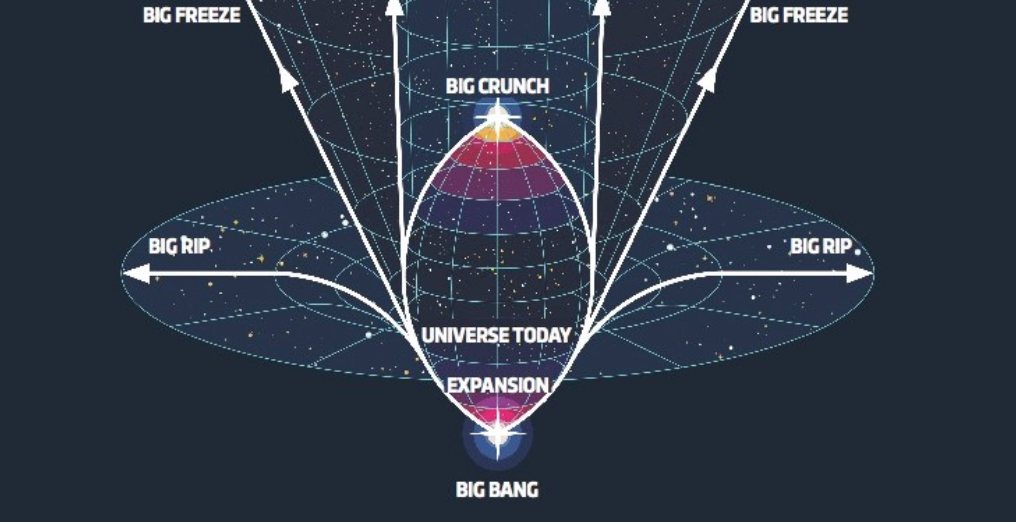 BIG FREEZE
BIG FREEZE
BIG CRUNCH
BIG RIP
BIG RIP
UNIVERSE TODAY
EXPANSION
BIG BANG